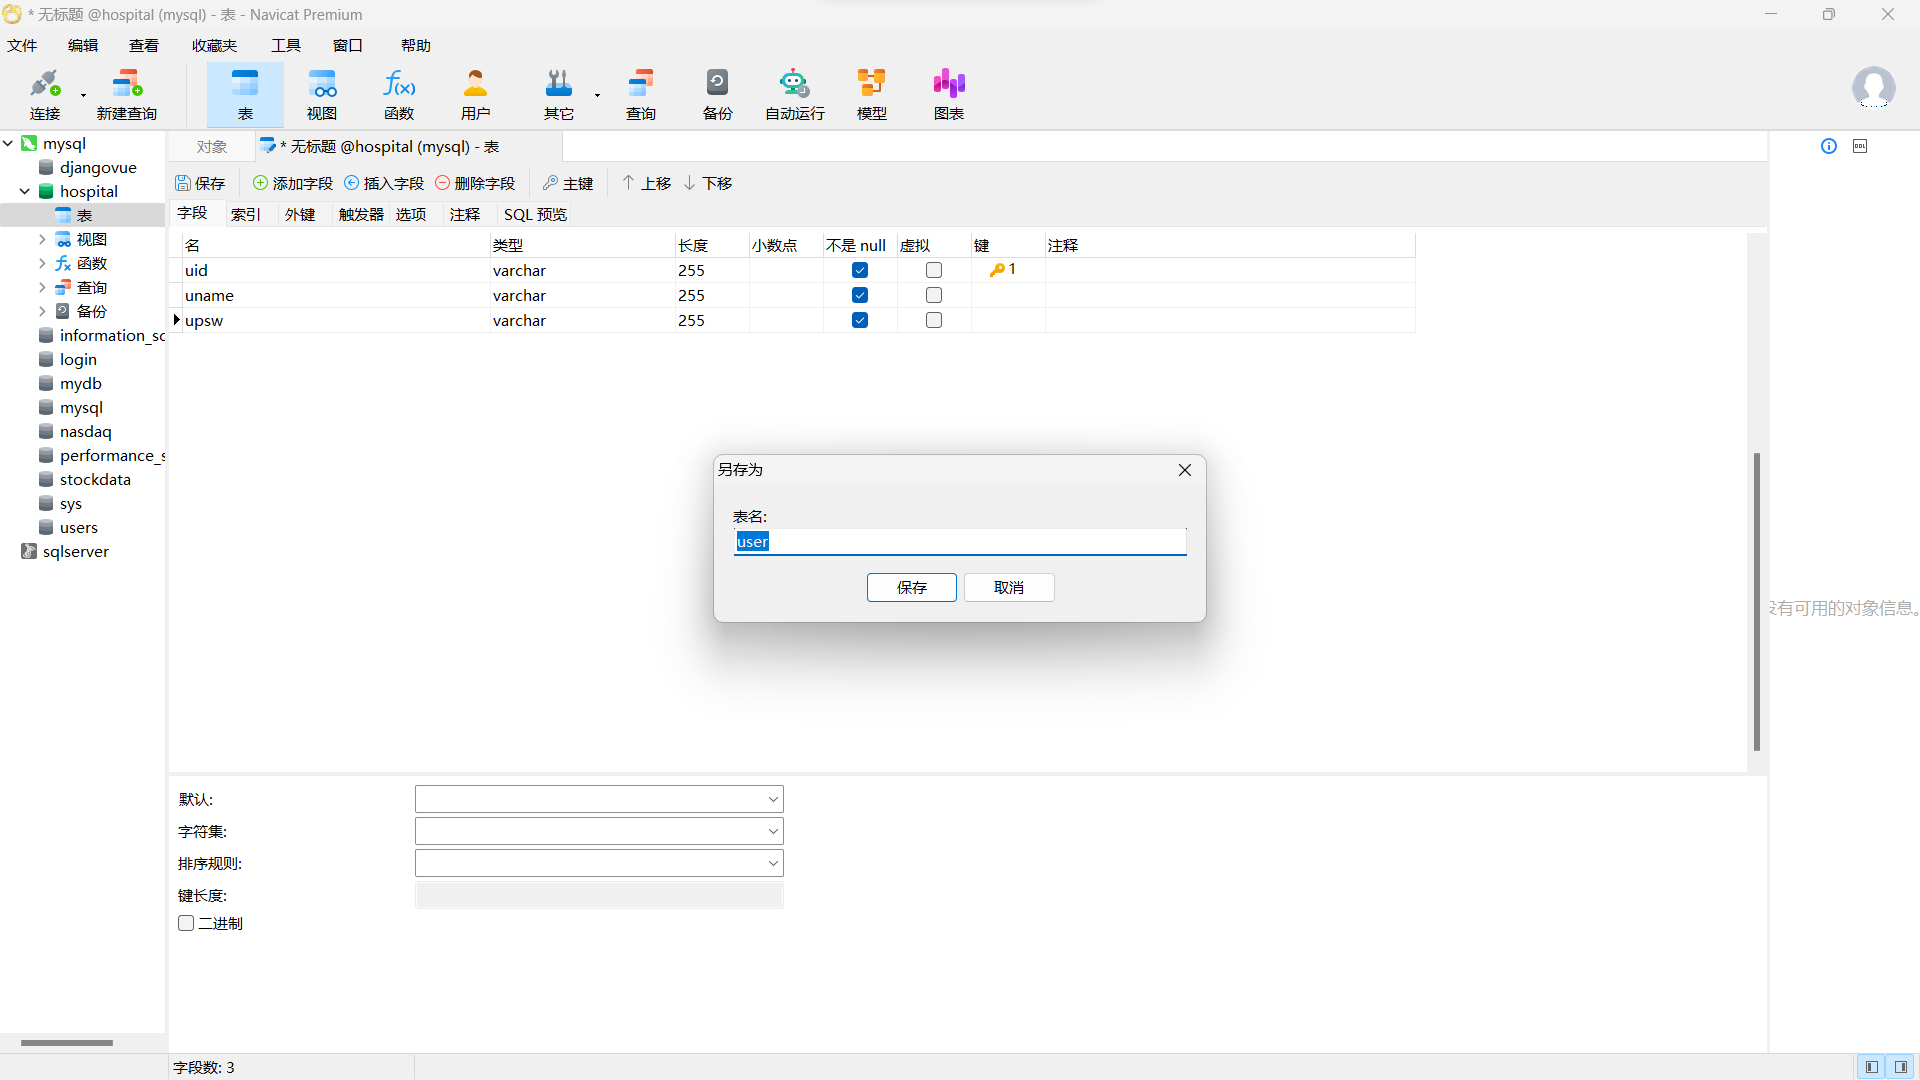 * 无标题 @hospital (mysql) - 表 - Navicat Premium
文件 编辑 查看 收藏夹 工具 窗口 帮助
连接 新建查询 表 视图 函数 用户 其它 查询 备份 自动运行 模型 图表
mysql
djangovue
hospital
表
视图
函数
查询
备份
information_sc
login
mydb
mysql
nasdaq
performance_s
stockdata
sys
users
sqlserver
对象 * 无标题 @hospital (mysql) - 表
保存 添加字段 插入字段 删除字段 主键 上移 下移
字段 索引 外键 触发器 选项 注释 SQL 预览
名 类型 长度 小数点 不是 null 虚拟 键 注释
uid varchar 255 1
uname varchar 255
upsw varchar 255
另存为
表名:
user
保存 取消
没有可用的对象信息。
默认:
字符集:
排序规则:
键长度:
二进制
字段数: 3